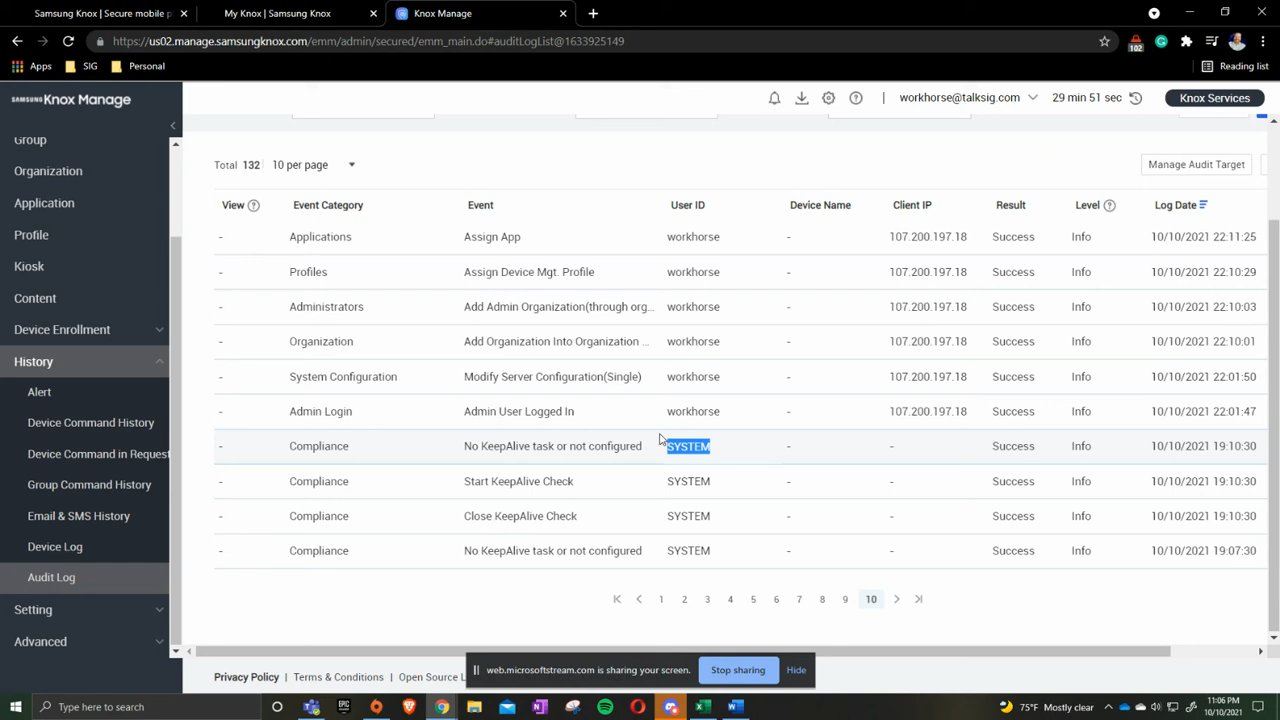 Samsung Knox | Secure mobile p
My Knox | Samsung Knox
Knox Manage
https://us02.manage.samsungknox.com/emm/admin/secured/emm_main.do#auditLogList@1633925149
102
Apps
SIG
Personal
Reading list
SAMSUNG Knox Manage
workhorse@talksig.com
29 min 51 sec
Knox Services
Group
Organization
Application
Profile
Kiosk
Content
Device Enrollment
History
Alert
Device Command History
Device Command in Request
Group Command History
Email & SMS History
Device Log
Audit Log
Setting
Advanced
Total 132
10 per page
Manage Audit Target
View Event Category Event User ID Device Name Client IP Result Level Log Date
- Applications Assign App workhorse - 107.200.197.18 Success Info 10/10/2021 22:11:25
- Profiles Assign Device Mgt. Profile workhorse - 107.200.197.18 Success Info 10/10/2021 22:10:29
- Administrators Add Admin Organization(through org... workhorse - 107.200.197.18 Success Info 10/10/2021 22:10:03
- Organization Add Organization Into Organization ... workhorse - 107.200.197.18 Success Info 10/10/2021 22:10:01
- System Configuration Modify Server Configuration(Single) workhorse - 107.200.197.18 Success Info 10/10/2021 22:01:50
- Admin Login Admin User Logged In workhorse - 107.200.197.18 Success Info 10/10/2021 22:01:47
- Compliance No KeepAlive task or not configured SYSTEM - - Success Info 10/10/2021 19:10:30
- Compliance Start KeepAlive Check SYSTEM - - Success Info 10/10/2021 19:10:30
- Compliance Close KeepAlive Check SYSTEM - - Success Info 10/10/2021 19:10:30
- Compliance No KeepAlive task or not configured SYSTEM - - Success Info 10/10/2021 19:07:30
1 2 3 4 5 6 7 8 9 10
web.microsoftstream.com is sharing your screen.
Stop sharing
Hide
Privacy Policy | Terms & Conditions | Open Source L
Type here to search
EPIC
75°F Mostly clear
11:06 PM
10/10/2021